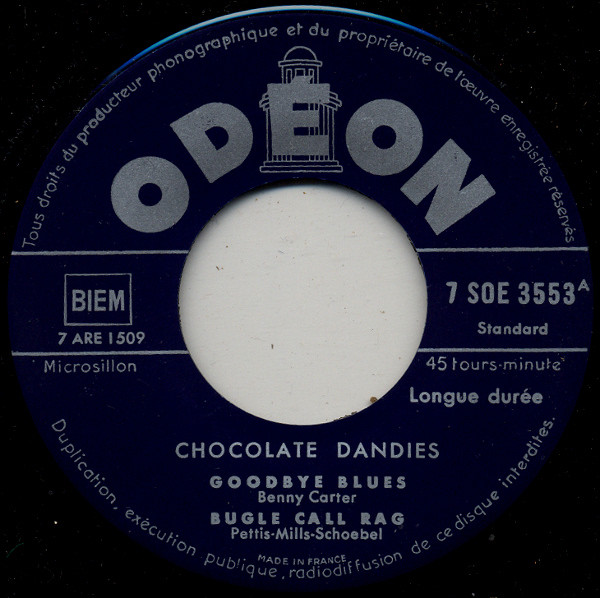 Tous droits du producteur phonographique et du propriétaire de l'œuvre enregistrée réservés
ODÉON
BIEM
7 ARE 1509
7 SOE 3553 A
Standard
Microsillon
45 tours-minute
Longue durée
CHOCOLATE DANDIES
GOODBYE BLUES
Benny Carter
BUGLE CALL RAG
Pettis-Mills-Schoebel
MADE IN FRANCE
Duplication, exécution publique, radiodiffusion de ce disque interdites.